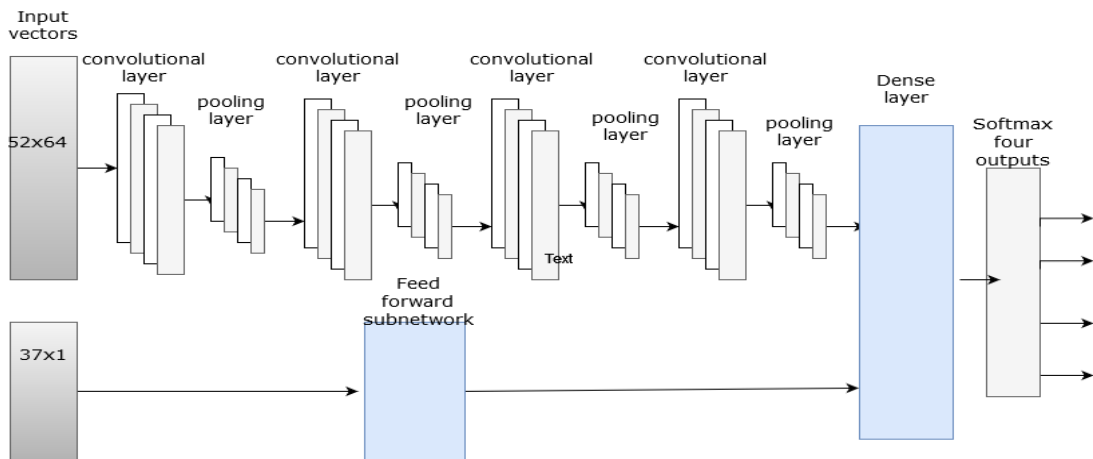 Input
vectors
convolutional
layer
pooling
layer
convolutional
layer
pooling
layer
convolutional
layer
pooling
layer
convolutional
layer
pooling
layer
Dense
layer
Softmax
four
outputs
52x64
Text
Feed
forward
subnetwork
37x1